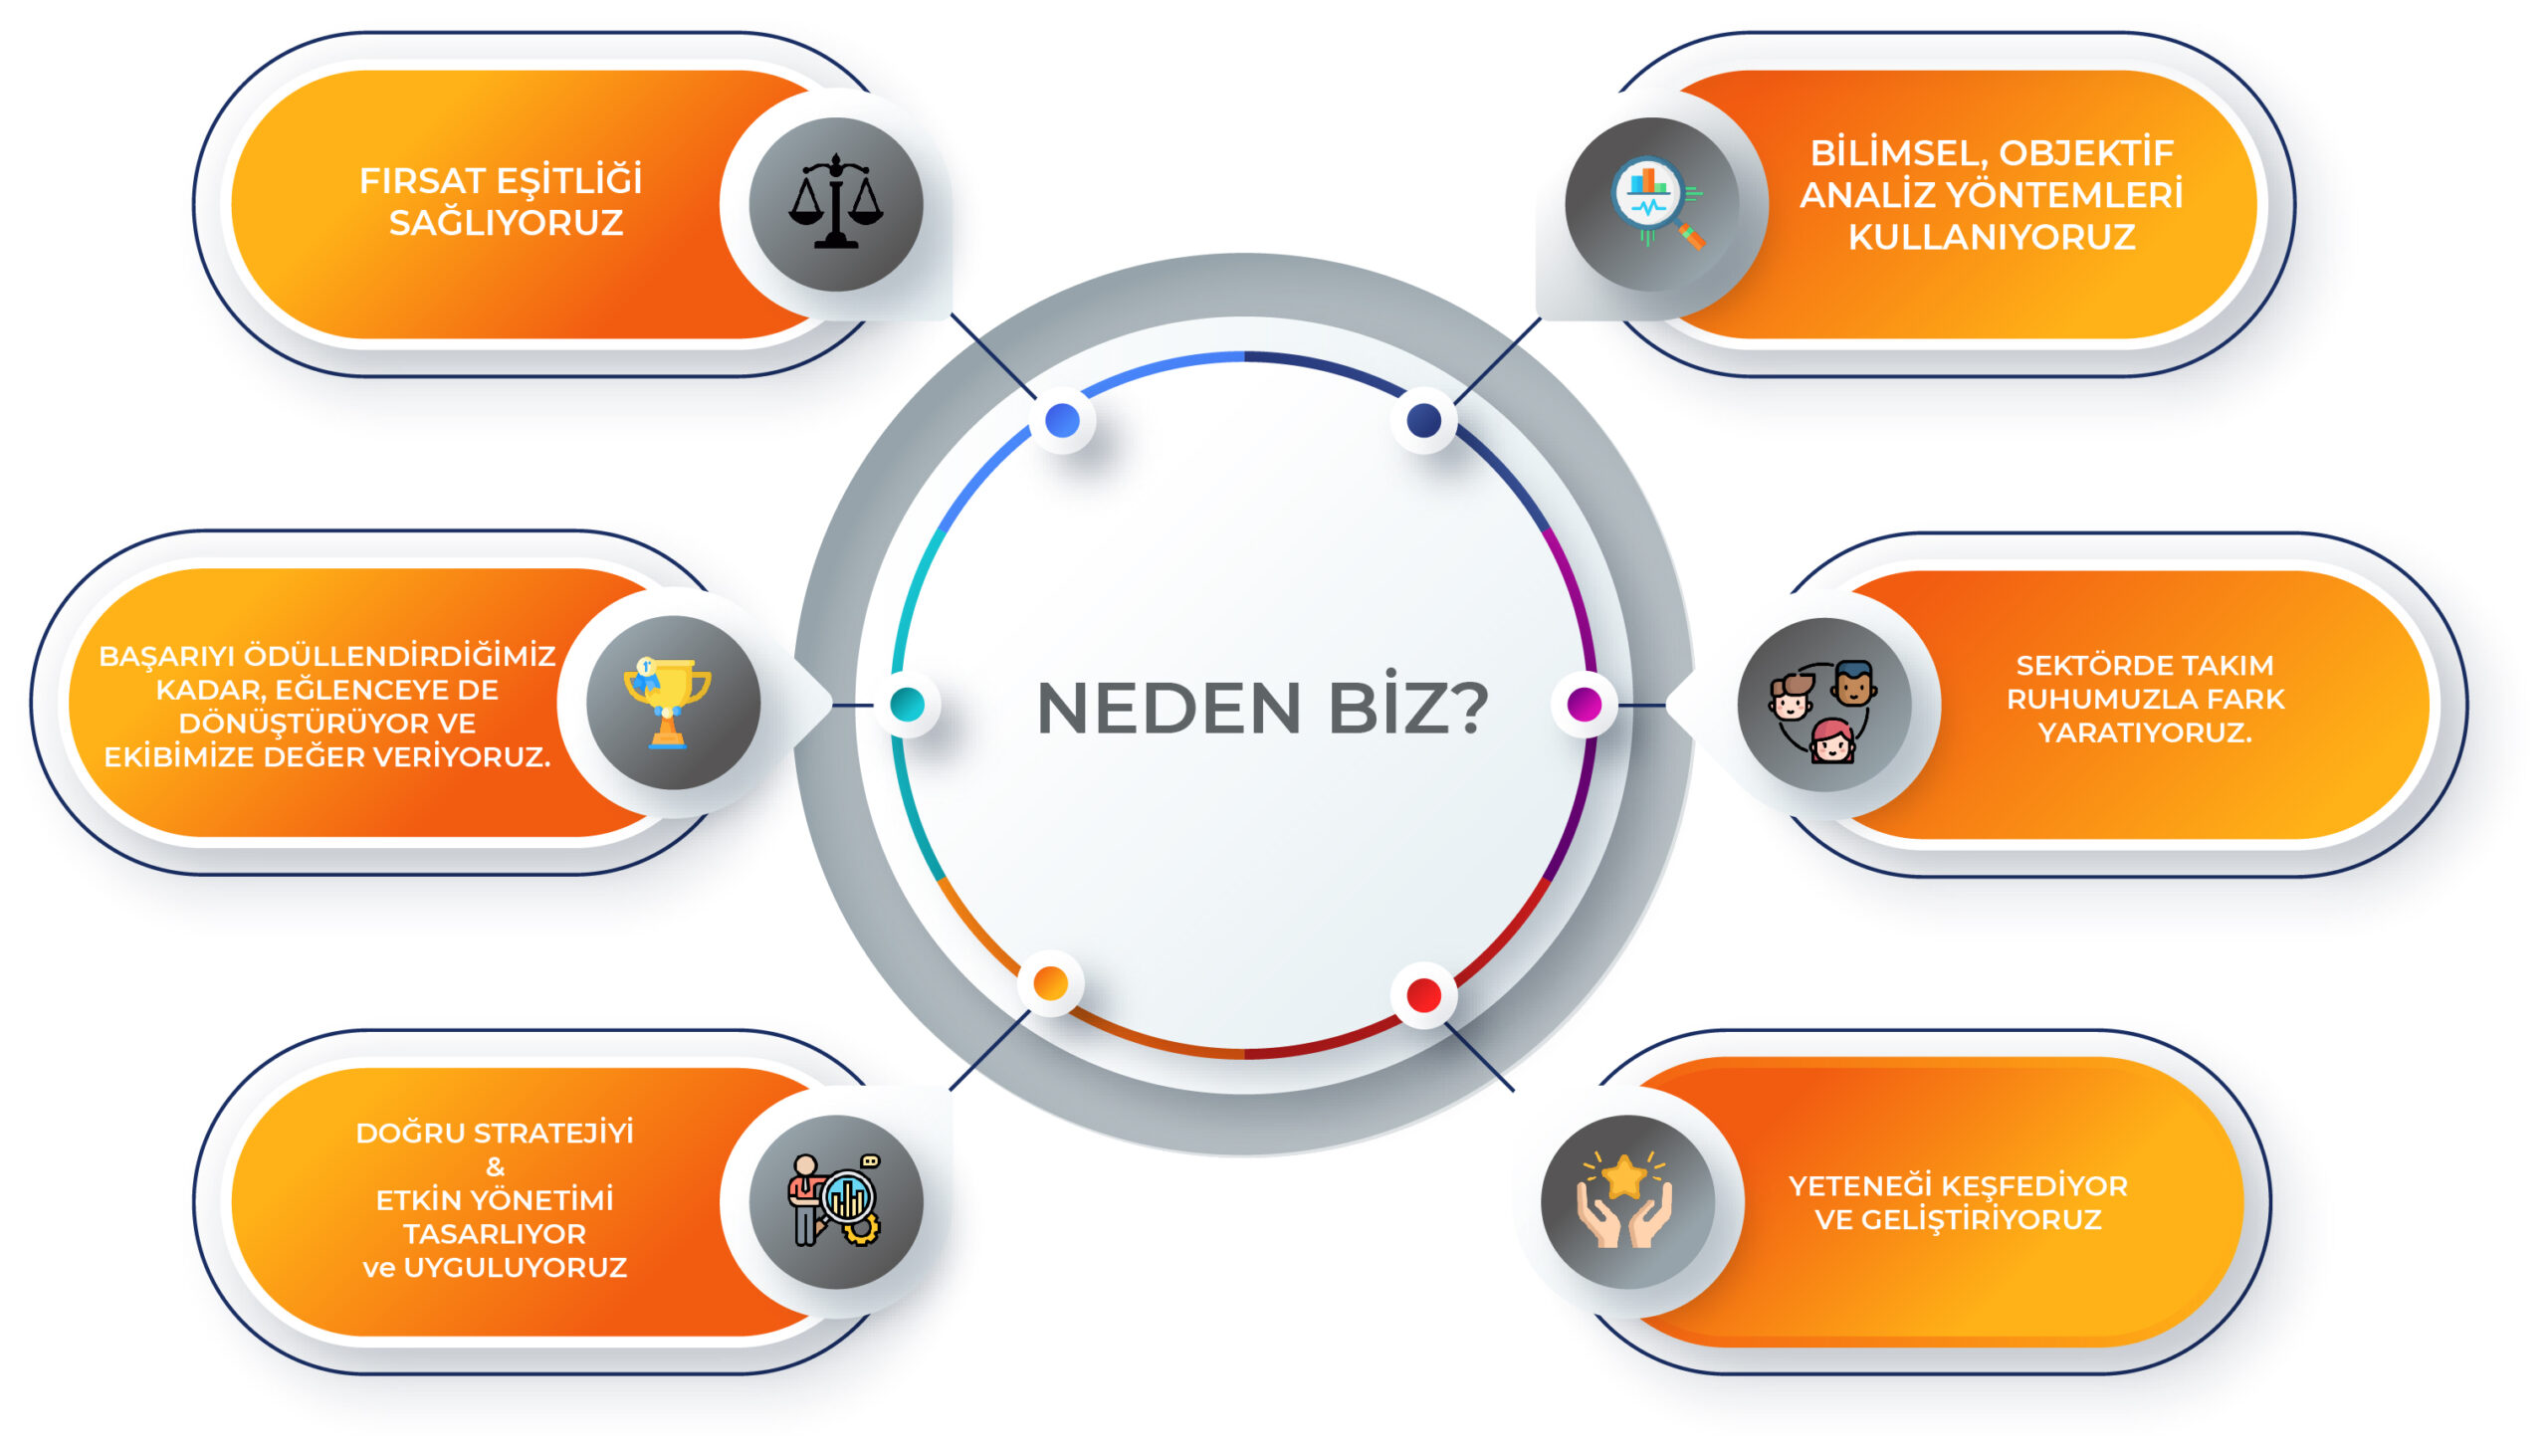 FIRSAT EŞİTLİĞİ
SAĞLIYORUZ
BİLİMSEL, OBJEKTİF
ANALİZ YÖNTEMLERİ
KULLANIYORUZ
BAŞARIYI ÖDÜLLENDİRDİĞİMİZ
KADAR, EĞLENCEYE DE
DÖNÜŞTÜRÜYOR VE
EKİBİMİZE DEĞER VERİYORUZ.
NEDEN BİZ?
SEKTÖRDE TAKIM
RUHUMUZLA FARK
YARATIYORUZ.
DOĞRU STRATEJİYİ
&
ETKİN YÖNETİMİ
TASARLIYOR
ve UYGULUYORUZ
YETENEĞİ KEŞFEDİYOR
VE GELİŞTİRİYORUZ